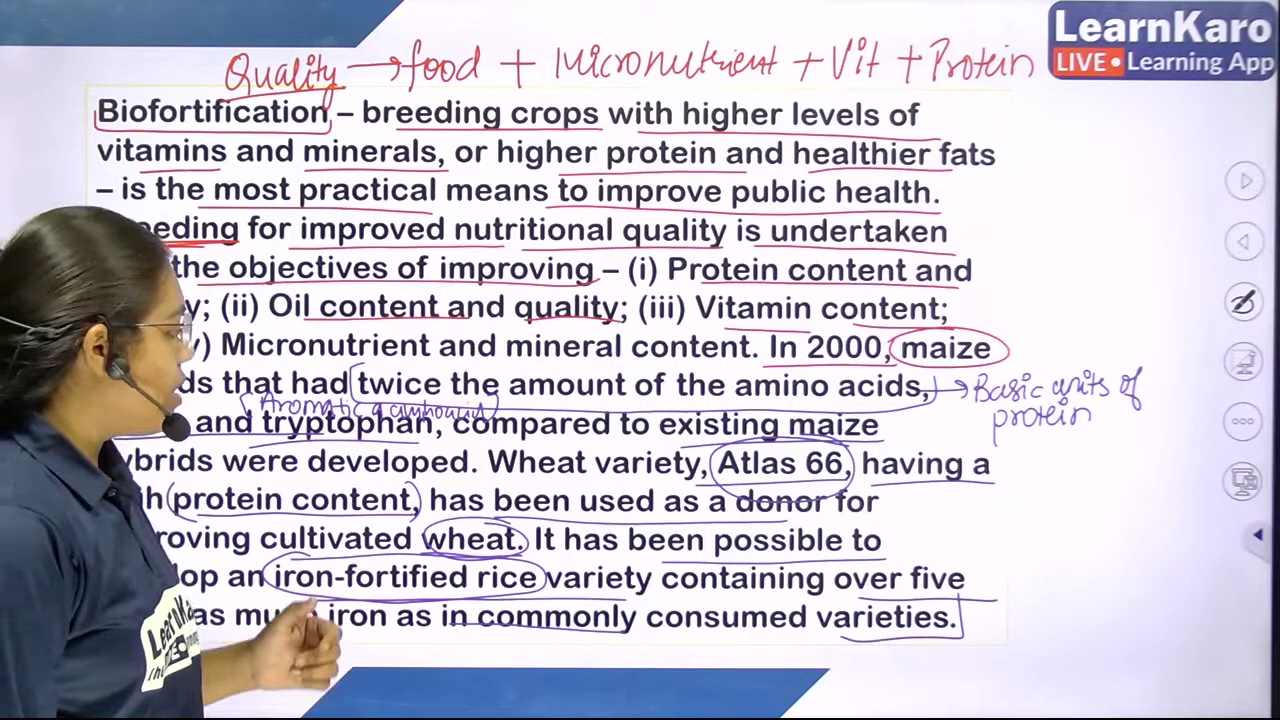 LearnKaro
LIVE • Learning App
Quality → food + Micronutrient + Vit + Protein
Biofortification – breeding crops with higher levels of
vitamins and minerals, or higher protein and healthier fats
– is the most practical means to improve public health.
eeding for improved nutritional quality is undertaken
the objectives of improving – (i) Protein content and
y; (ii) Oil content and quality; (iii) Vitamin content;
) Micronutrient and mineral content. In 2000, maize
ds that had twice the amount of the amino acids, → Basic units of
protein
Aromatic
and tryptophan, compared to existing maize
ybrids were developed. Wheat variety, Atlas 66, having a
protein content, has been used as a donor for
roving cultivated wheat. It has been possible to
lop an iron-fortified rice variety containing over five
as much iron as in commonly consumed varieties.